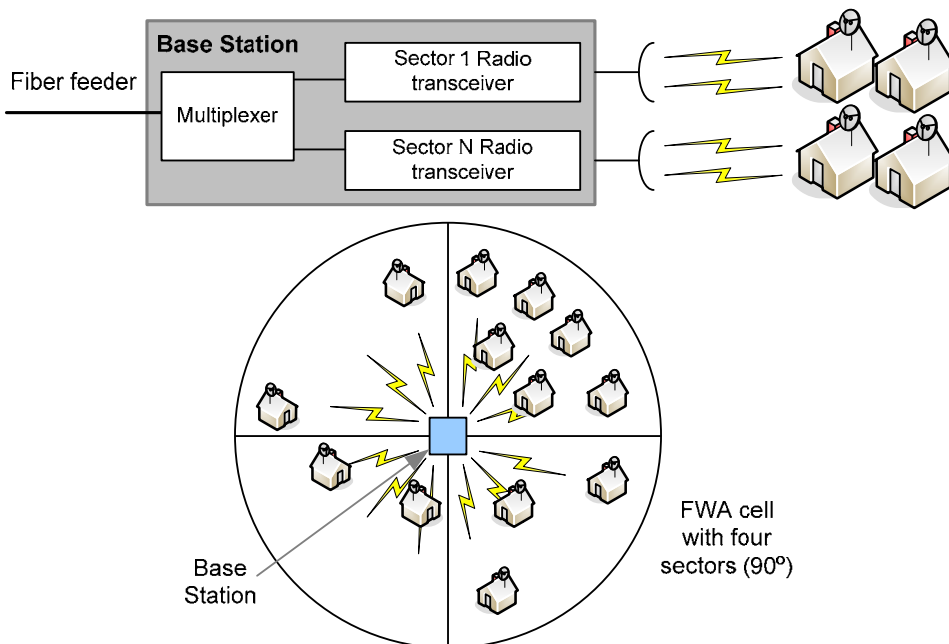 Base Station
Fiber feeder
Multiplexer
Sector 1 Radio
transceiver
Sector N Radio
transceiver
FWA cell
with four
sectors (90º)
Base
Station